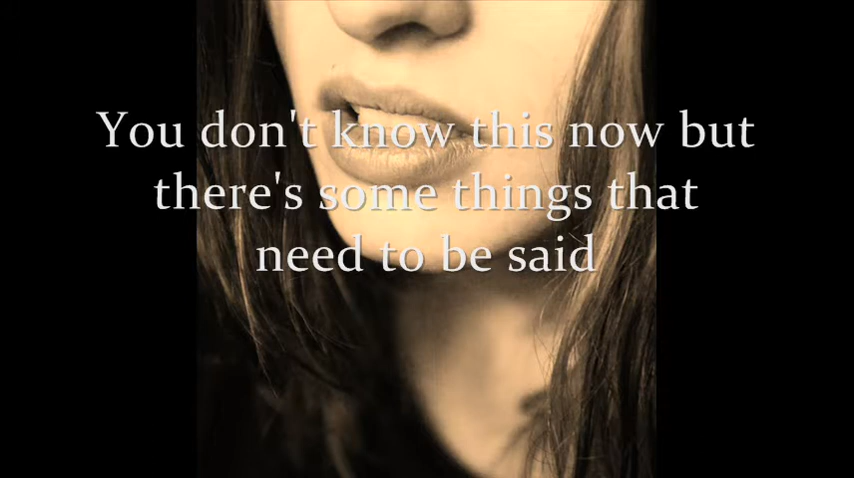 You don't know this now but
there's some things that
need to be said